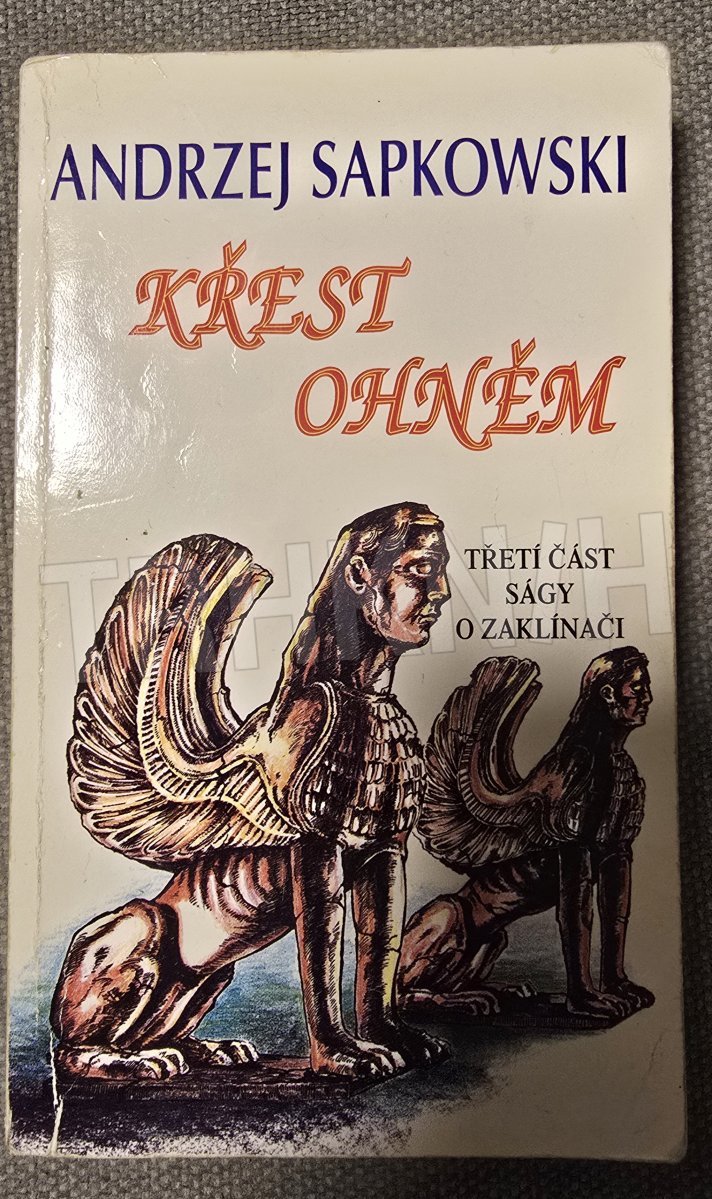 ANDRZEJ SAPKOWSKI
KŘEST
OHNĚM
TŘETÍ ČÁST
SÁGY
O ZAKLÍNAČI